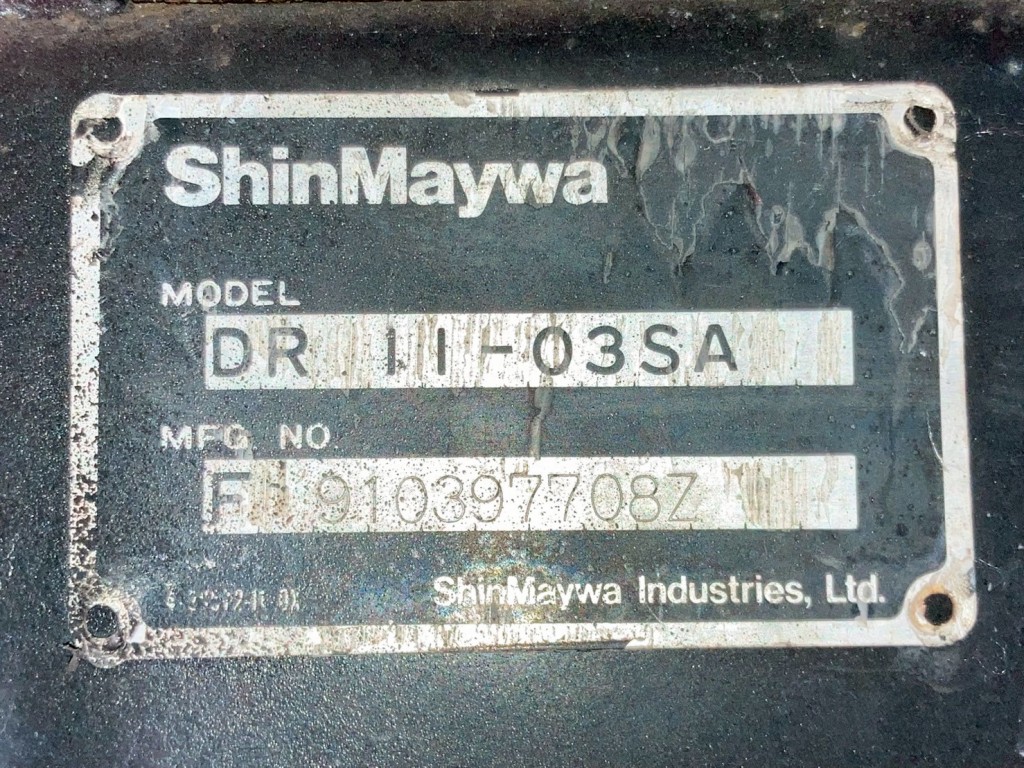 ShinMaywa
MODEL
DR 11-03SA
MFG NO
F 910397708Z
ShinMaywa Industries, Ltd.